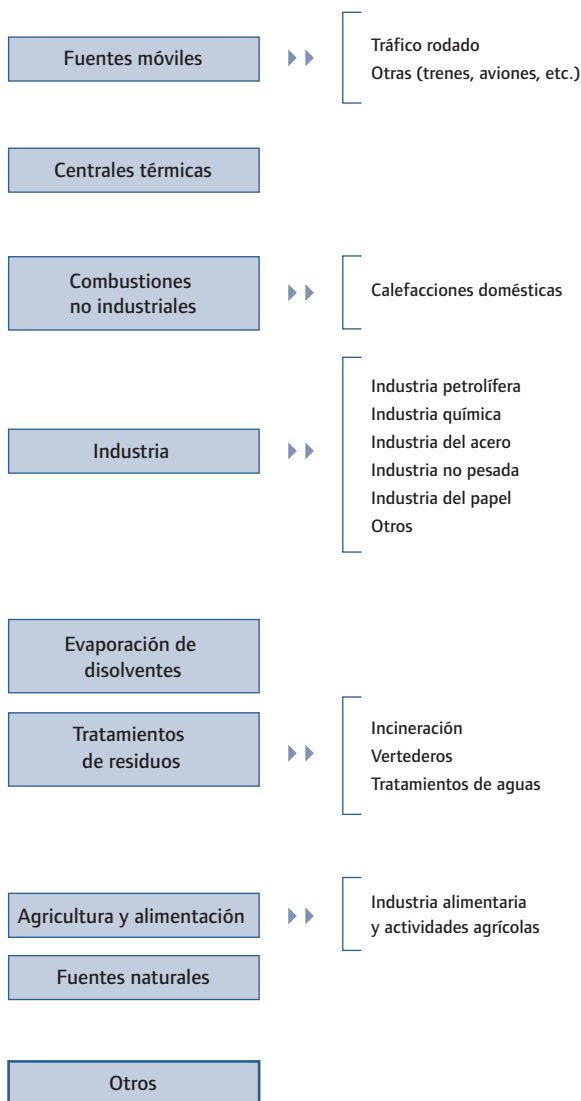 Fuentes móviles
Tráfico rodado
Otras (trenes, aviones, etc.)
Centrales térmicas
Combustiones
no industriales
Calefacciones domésticas
Industria
Industria petrolífera
Industria química
Industria del acero
Industria no pesada
Industria del papel
Otros
Evaporación de
disolventes
Tratamientos
de residuos
Incineración
Vertederos
Tratamientos de aguas
Agricultura y alimentación
Industria alimentaria
y actividades agrícolas
Fuentes naturales
Otros